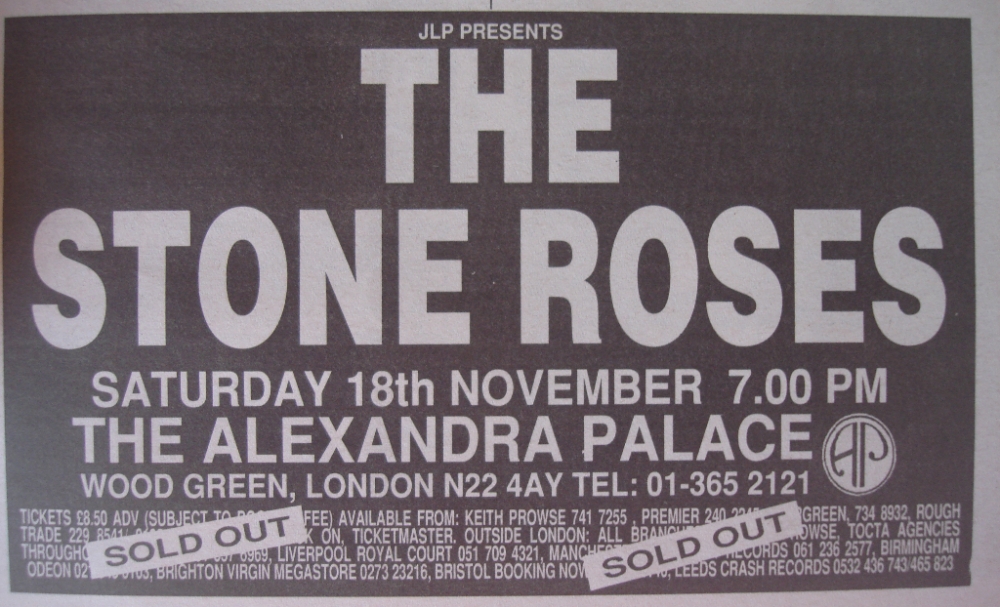 JLP PRESENTS
THE
STONE ROSES
SATURDAY 18th NOVEMBER 7.00 PM
THE ALEXANDRA PALACE AP
WOOD GREEN, LONDON N22 4AY TEL: 01-365 2121
TICKETS £8.50 ADV (SUBJECT TO FEE) AVAILABLE FROM: KEITH PROWSE 741 7255 , PREMIER 240 734 8932, ROUGH
TRADE 229 ON, TICKETMASTER. OUTSIDE LONDON: ALL TOCTA AGENCIES
LIVERPOOL ROYAL COURT 051 709 4321, 061 236 2577, BIRMINGHAM
ODEON BRIGHTON VIRGIN MEGASTORE 0273 23216, BRISTOL BOOKING LEEDS CRASH RECORDS 0532 436 743/465 823
SOLD OUT
SOLD OUT